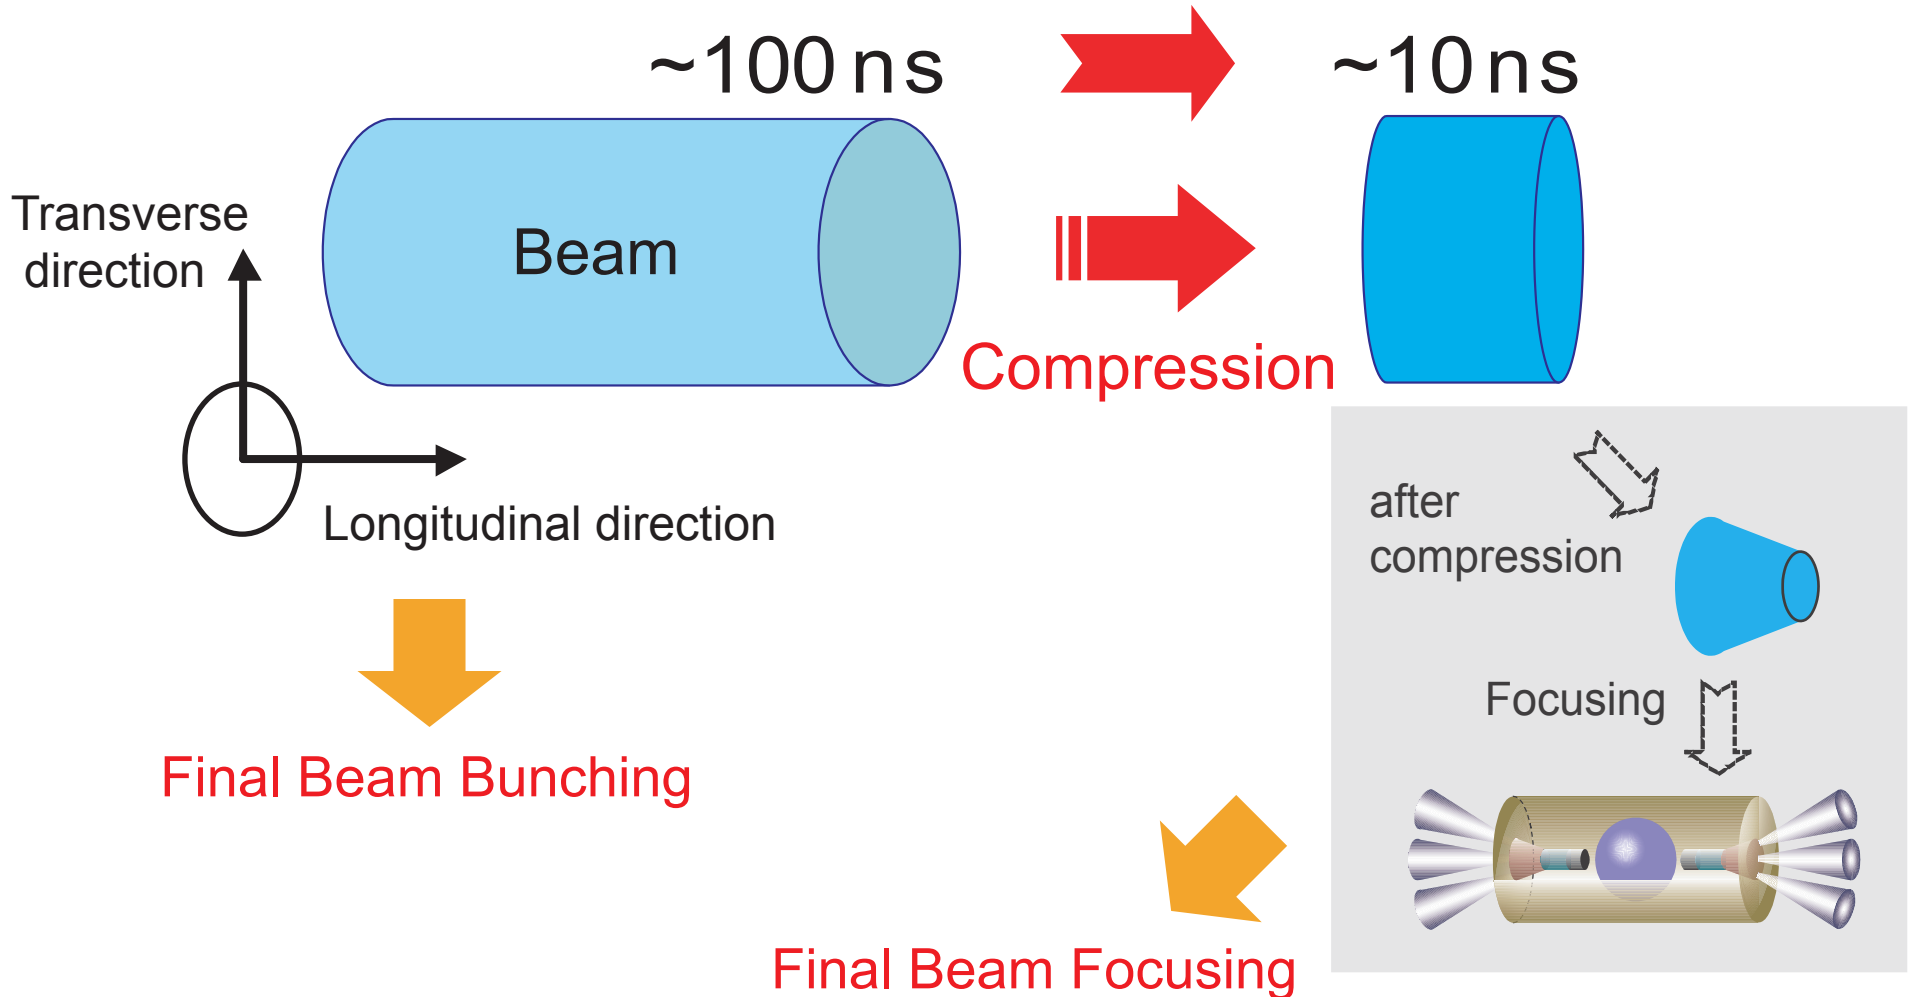 ~100 ns
~10 ns
Transverse
direction
Beam
Compression
Longitudinal direction
after
compression
Focusing
Final Beam Bunching
Final Beam Focusing